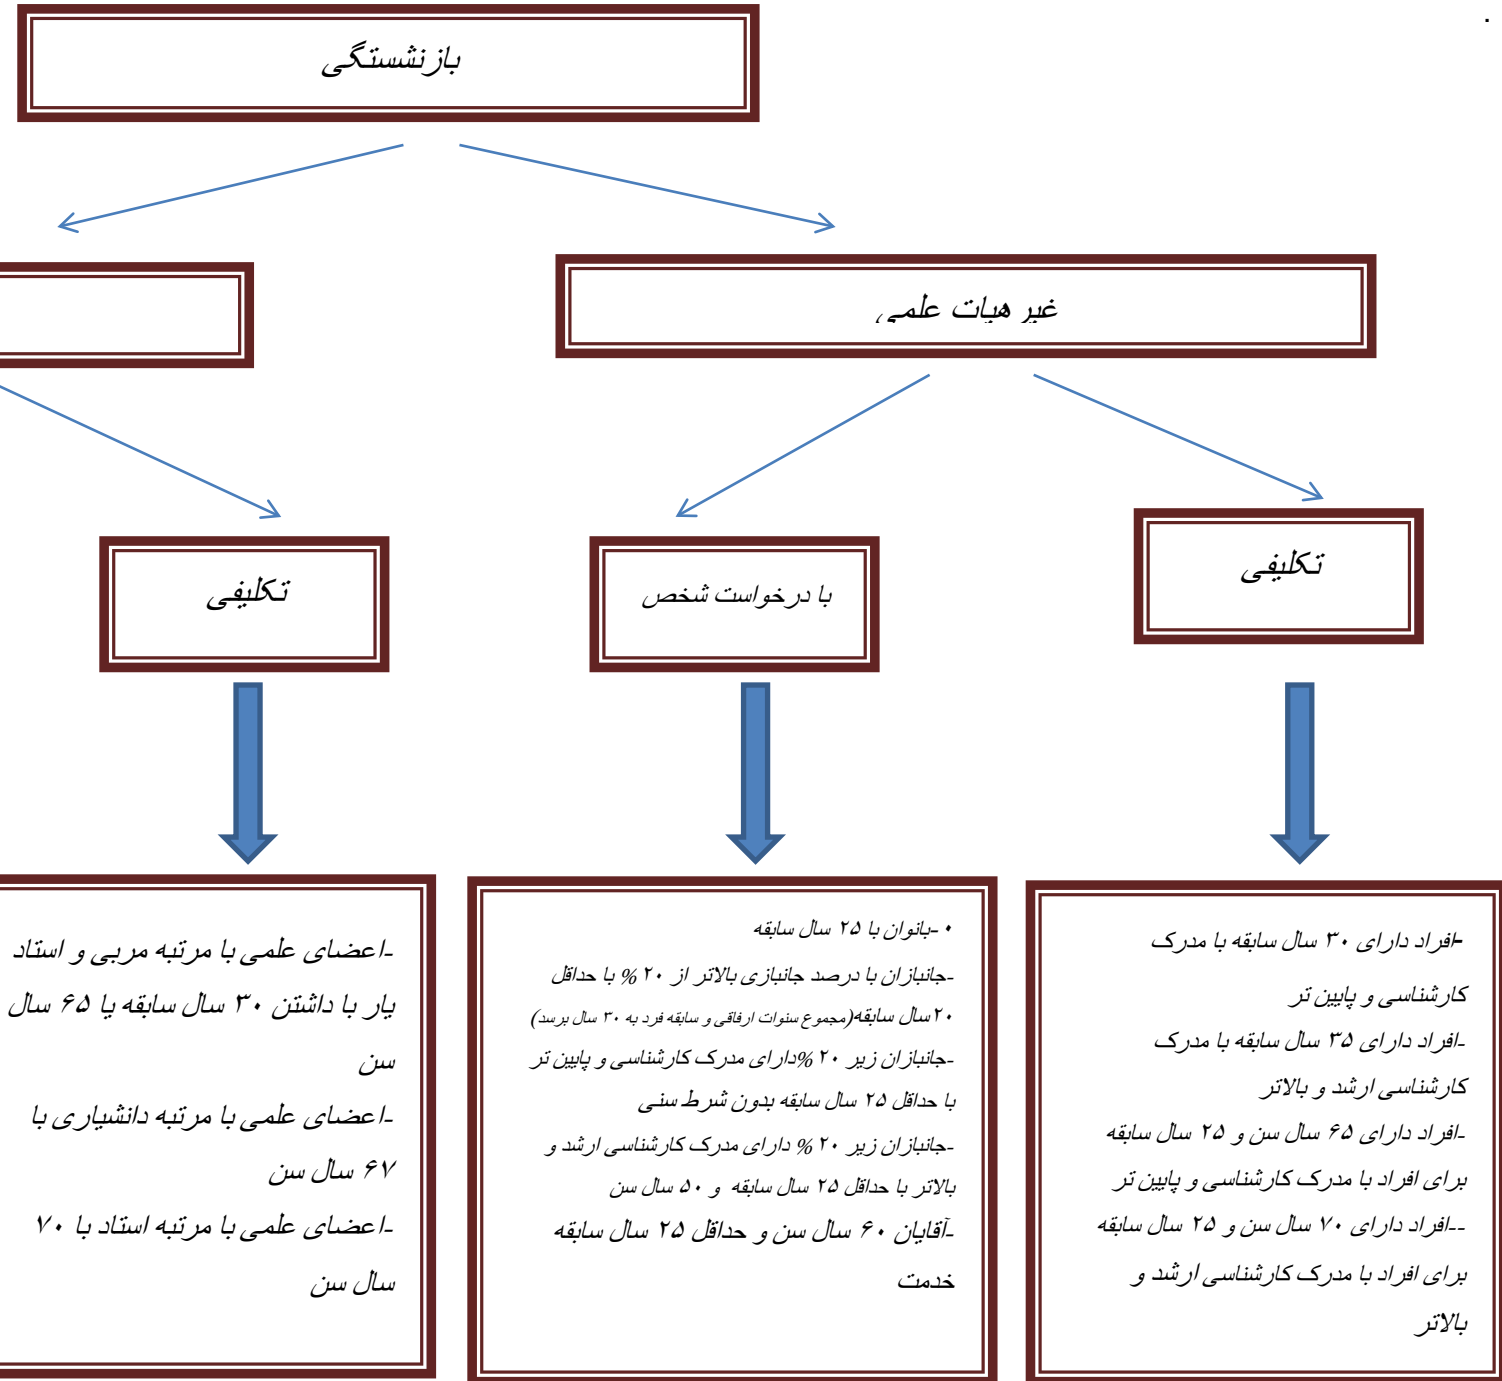 .
بازنشستگی
غیر هیات علمی
تکلیفی
با درخواست شخص
تکلیفی
-افراد دارای ۳۰ سال سابقه با مدرک
کارشناسی و پایین تر
-افراد دارای ۳۵ سال سابقه با مدرک
کارشناسی ارشد و بالاتر
-افراد دارای ۶۵ سال سن و ۲۵ سال سابقه
برای افراد با مدرک کارشناسی و پایین تر
--افراد دارای ۷۰ سال سن و ۲۵ سال سابقه
برای افراد با مدرک کارشناسی ارشد و
بالاتر
۰ -بانوان با ۲۵ سال سابقه
-جانبازان با درصد جانبازی بالاتر از ۲۰ % با حداقل
۲۰سال سابقه(مجموع سنوات ارفاقی و سابقه فرد به ۳۰ سال برسد)
-جانبازان زیر ۲۰ %دارای مدرک کارشناسی و پایین تر
با حداقل ۲۵ سال سابقه بدون شرط سنی
-جانبازان زیر ۲۰ % دارای مدرک کارشناسی ارشد و
بالاتر با حداقل ۲۵ سال سابقه و ۵۰ سال سن
-آقایان ۶۰ سال سن و حداقل ۲۵ سال سابقه
خدمت
-اعضای علمی با مرتبه مربی و استاد
یار با داشتن ۳۰ سال سابقه یا ۶۵ سال
سن
-اعضای علمی با مرتبه دانشیاری با
۶۷ سال سن
-اعضای علمی با مرتبه استاد با ۷۰
سال سن